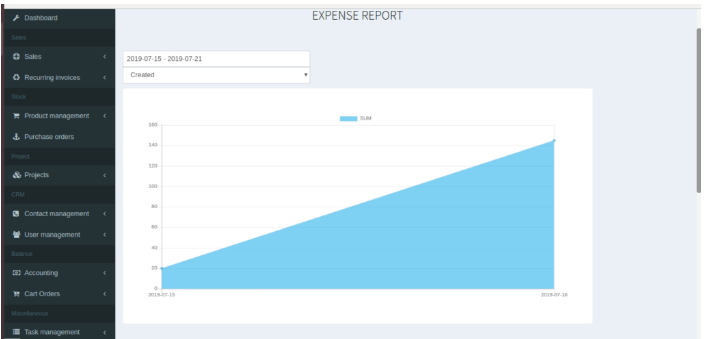 Dashboard
Sales
Sales
Recurring invoices
Stock
Product management
Purchase orders
Project
Projects
CRM
Contact management
User management
Balance
Accounting
Cart Orders
Miscellaneous
Task management
EXPENSE REPORT
2019-07-15 - 2019-07-21
Created
SUM
160
140
120
100
80
60
40
20
0
2019-07-15
2019-07-16